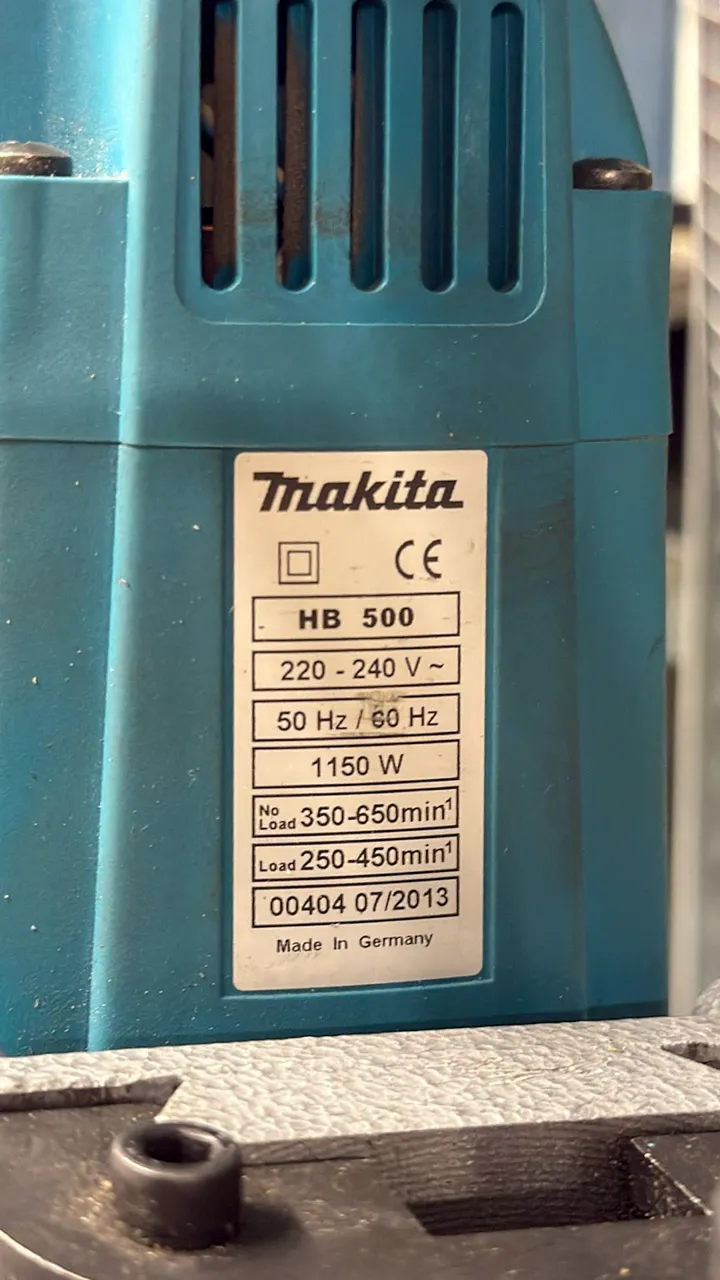 makita
CE
HB 500
220 - 240 V ~
50 Hz / 60 Hz
1150 W
No Load 350-650min¹
Load 250-450min¹
00404 07/2013
Made In Germany